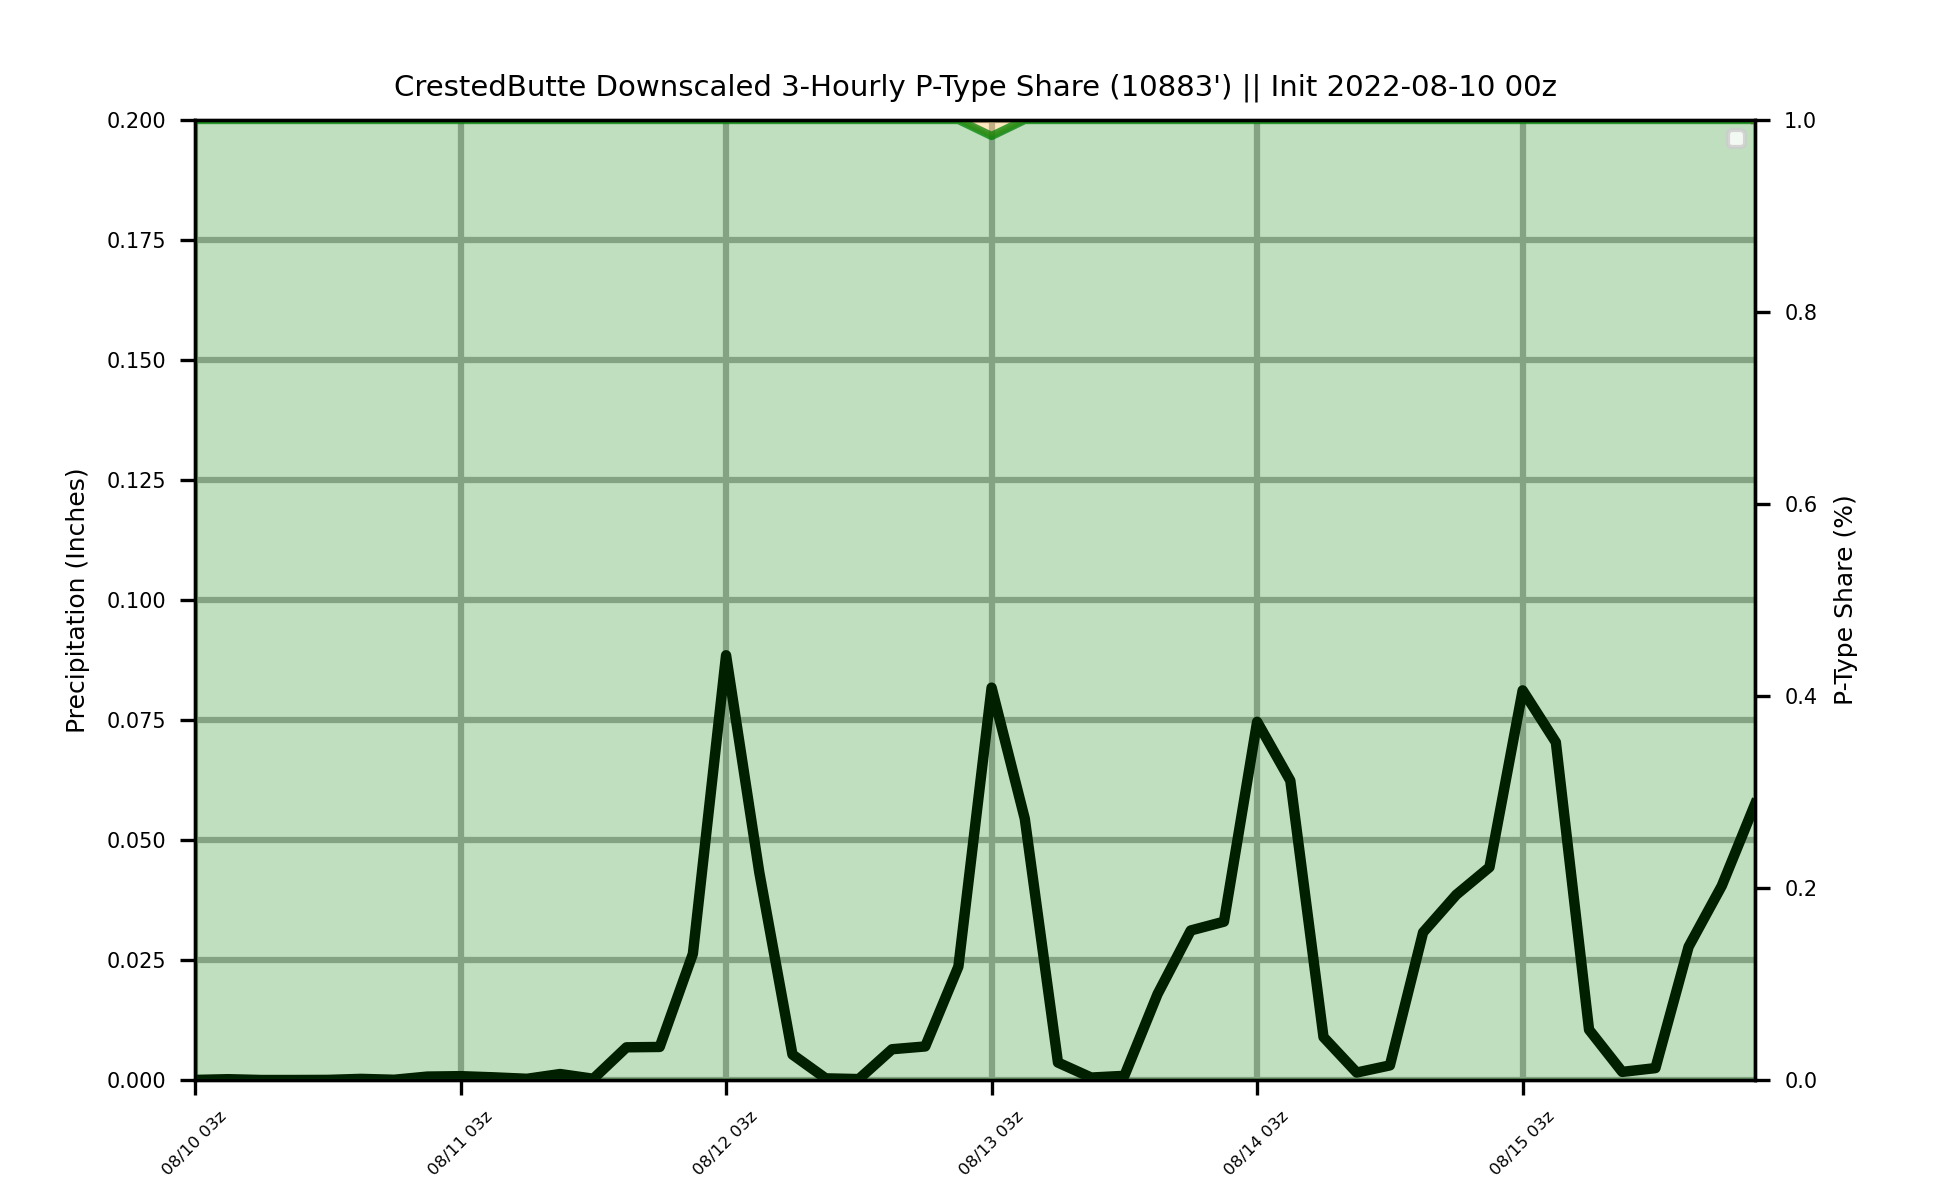 CrestedButte Downscaled 3-Hourly P-Type Share (10883') || Init 2022-08-10 00z
Precipitation (Inches)
0.200
0.175
0.150
0.125
0.100
0.075
0.050
0.025
0.000
1.0
0.8
0.6
0.4
0.2
0.0
P-Type Share (%)
08/10 03z
08/11 03z
08/12 03z
08/13 03z
08/14 03z
08/15 03z